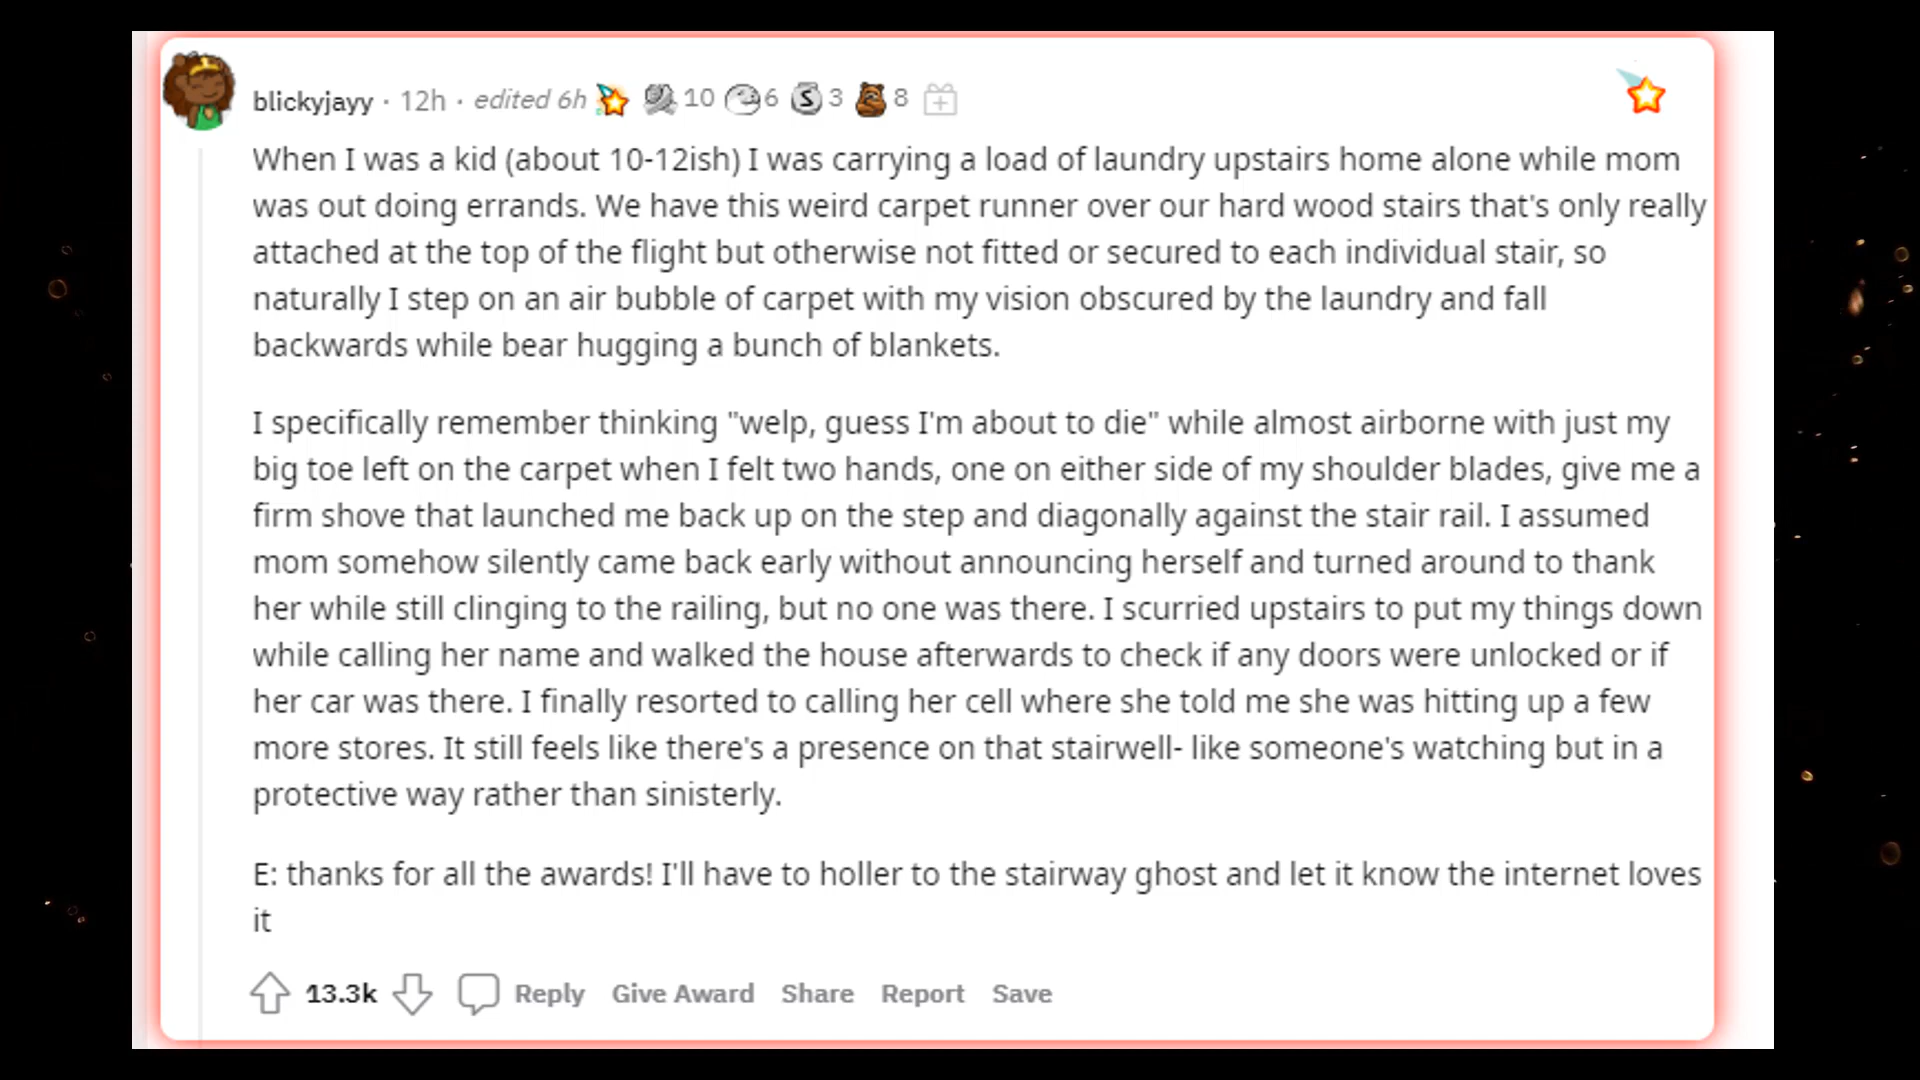 blickyjayy · 12h · edited 6h 10 6 S 3 8
When I was a kid (about 10-12ish) I was carrying a load of laundry upstairs home alone while mom
was out doing errands. We have this weird carpet runner over our hard wood stairs that's only really
attached at the top of the flight but otherwise not fitted or secured to each individual stair, so
naturally I step on an air bubble of carpet with my vision obscured by the laundry and fall
backwards while bear hugging a bunch of blankets.
I specifically remember thinking "welp, guess I'm about to die" while almost airborne with just my
big toe left on the carpet when I felt two hands, one on either side of my shoulder blades, give me a
firm shove that launched me back up on the step and diagonally against the stair rail. I assumed
mom somehow silently came back early without announcing herself and turned around to thank
her while still clinging to the railing, but no one was there. I scurried upstairs to put my things down
while calling her name and walked the house afterwards to check if any doors were unlocked or if
her car was there. I finally resorted to calling her cell where she told me she was hitting up a few
more stores. It still feels like there's a presence on that stairwell- like someone's watching but in a
protective way rather than sinisterly.
E: thanks for all the awards! I'll have to holler to the stairway ghost and let it know the internet loves
it
13.3k Reply Give Award Share Report Save